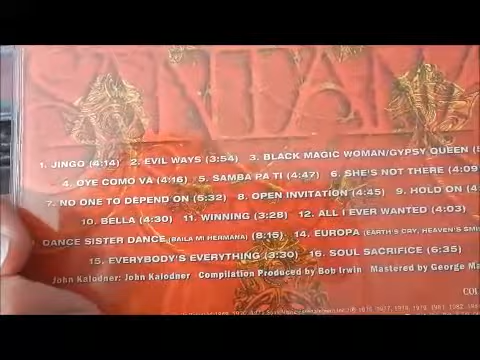 SANTANA
1. JINGO (4:14) 2. EVIL WAYS (3:54) 3. BLACK MAGIC WOMAN/GYPSY QUEEN
4. OYE COMO VA (4:16) 5. SAMBA PA TI (4:47) 6. SHE'S NOT THERE (4:09
7. NO ONE TO DEPEND ON (5:32) 8. OPEN INVITATION (4:45) 9. HOLD ON (4:
10. BELLA (4:30) 11. WINNING (3:28) 12. ALL I EVER WANTED (4:03)
DANCE SISTER DANCE (BAILA MI HERMANA) (8:15) 14. EUROPA (EARTH'S CRY, HEAVEN'S SMI
15. EVERYBODY'S EVERYTHING (3:30) 16. SOUL SACRIFICE (6:35)
John Kalodner: John Kalodner Compilation Produced by Bob Irwin Mastered by George Ma
COL